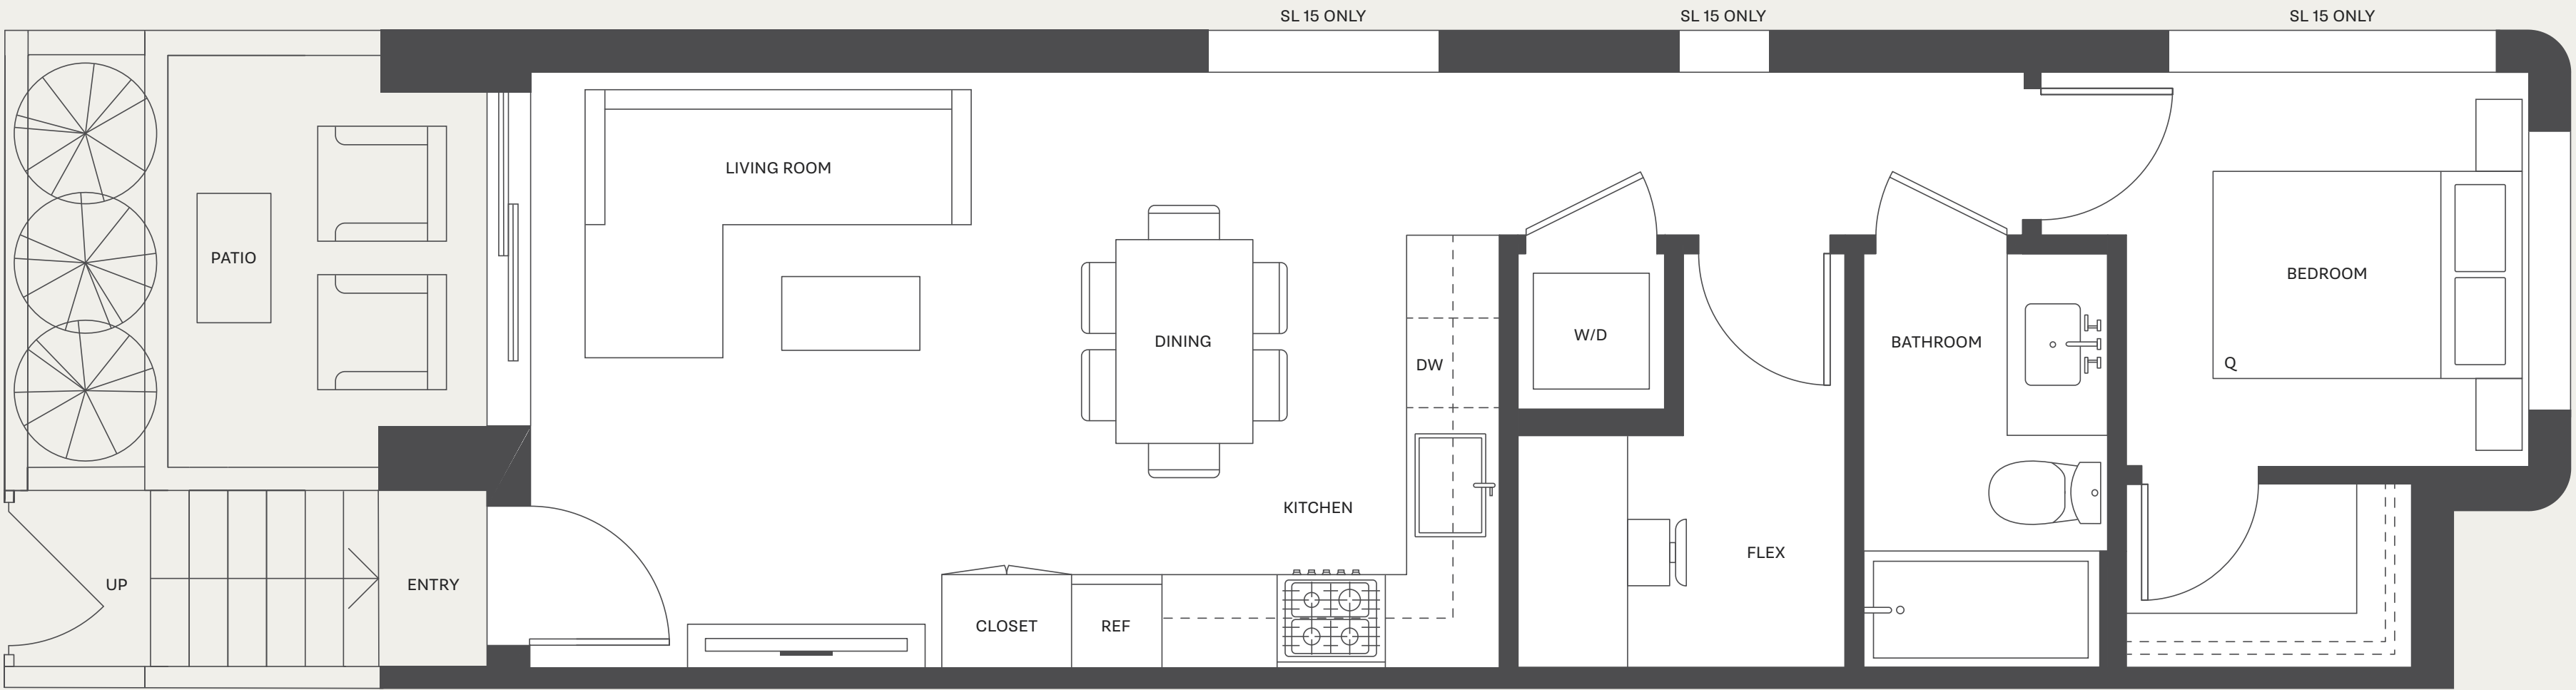 SL 15 ONLY
SL 15 ONLY
SL 15 ONLY
LIVING ROOM
PATIO
BEDROOM
W/D
DINING
BATHROOM
DW
Q
KITCHEN
FLEX
UP
ENTRY
CLOSET
REF